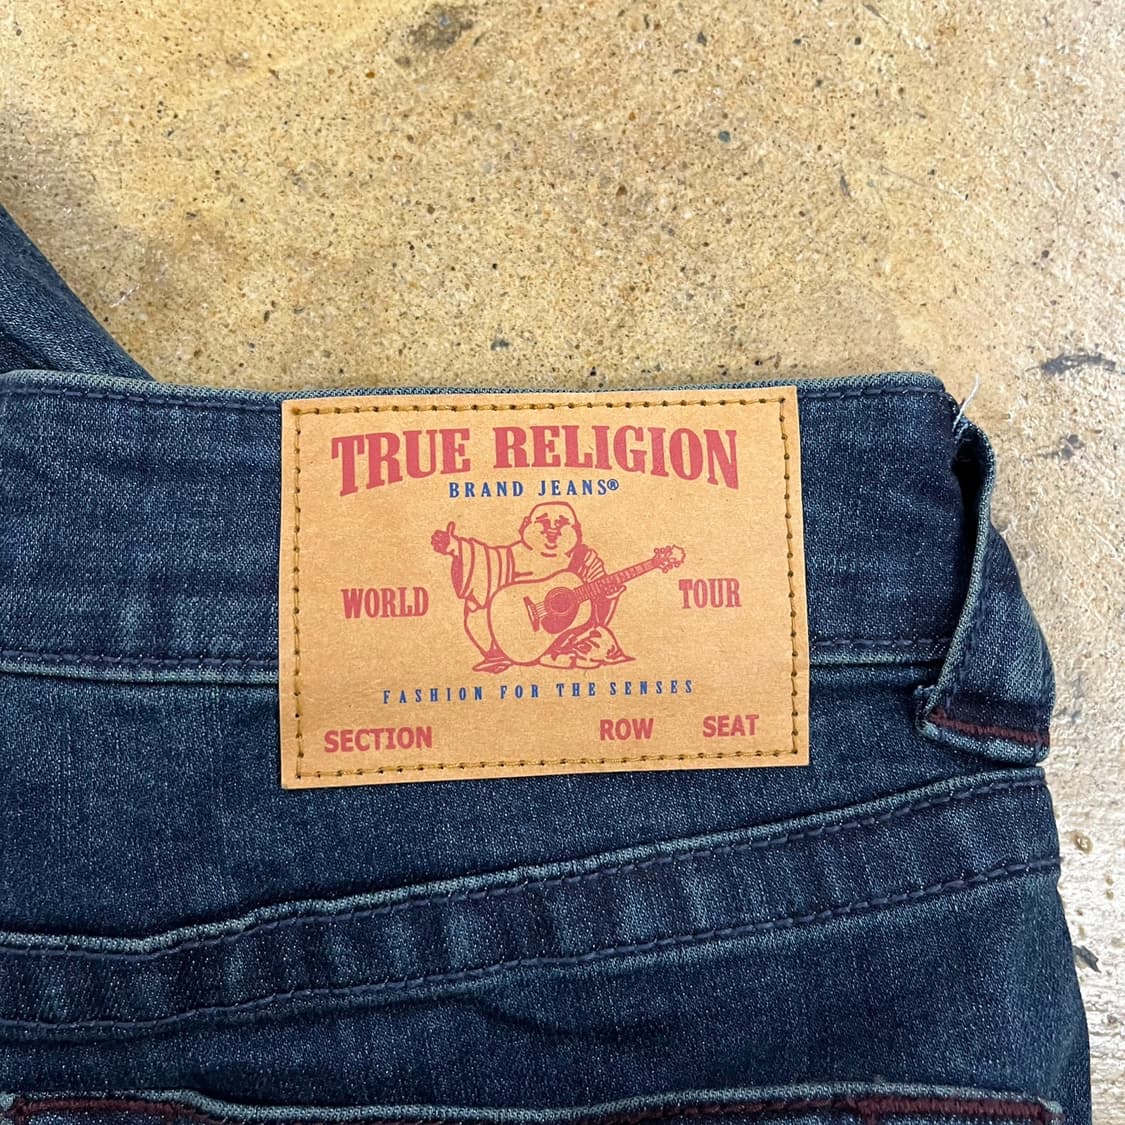 TRUE RELIGION
BRAND JEANS®
WORLD TOUR
FASHION FOR THE SENSES
SECTION ROW SEAT